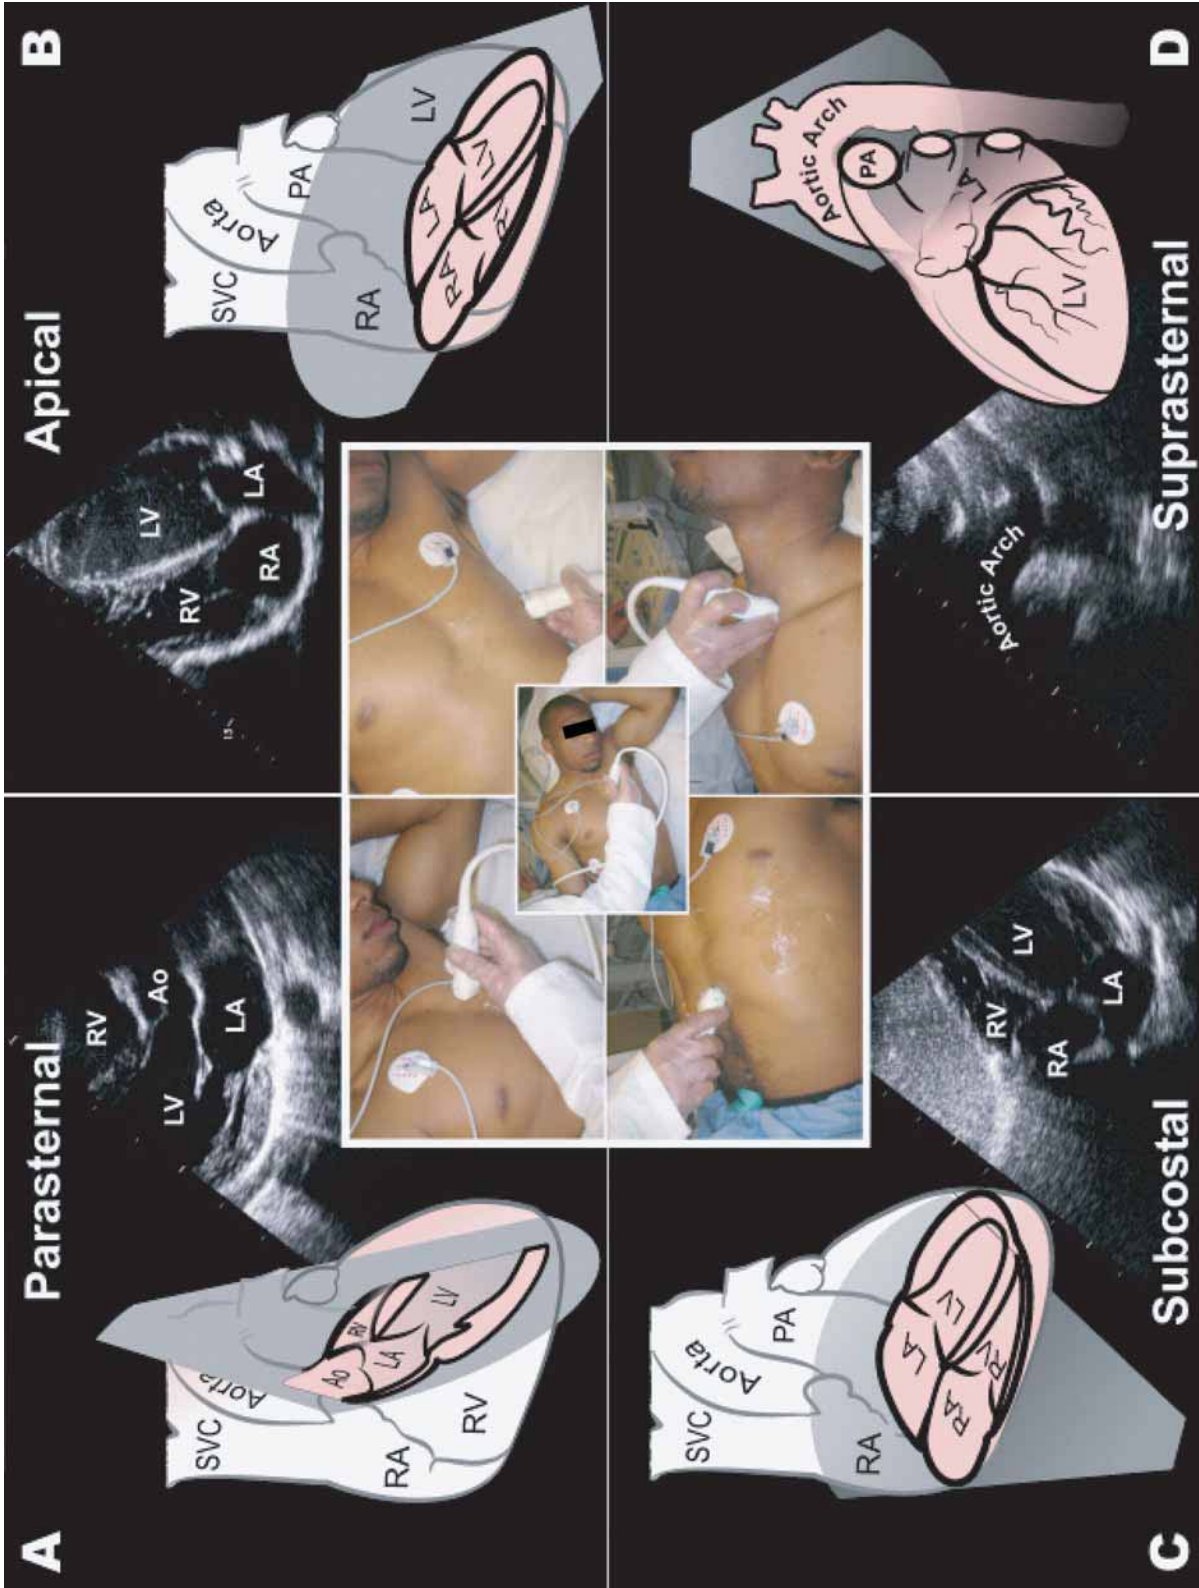 A
Parasternal
SVC
Aorta
RA
RV
Ao
RV
LA
LV
RV
Ao
LV
LA
B
Apical
LV
RV
LA
RA
15
SVC
Aorta
PA
RA
LV
LA
LV
RA
RV
C
Subcostal
SVC
Aorta
PA
RA
LA
LV
RA
RV
LV
RV
LA
RA
D
Suprasternal
Aortic Arch
Aortic Arch
PA
LA
LV